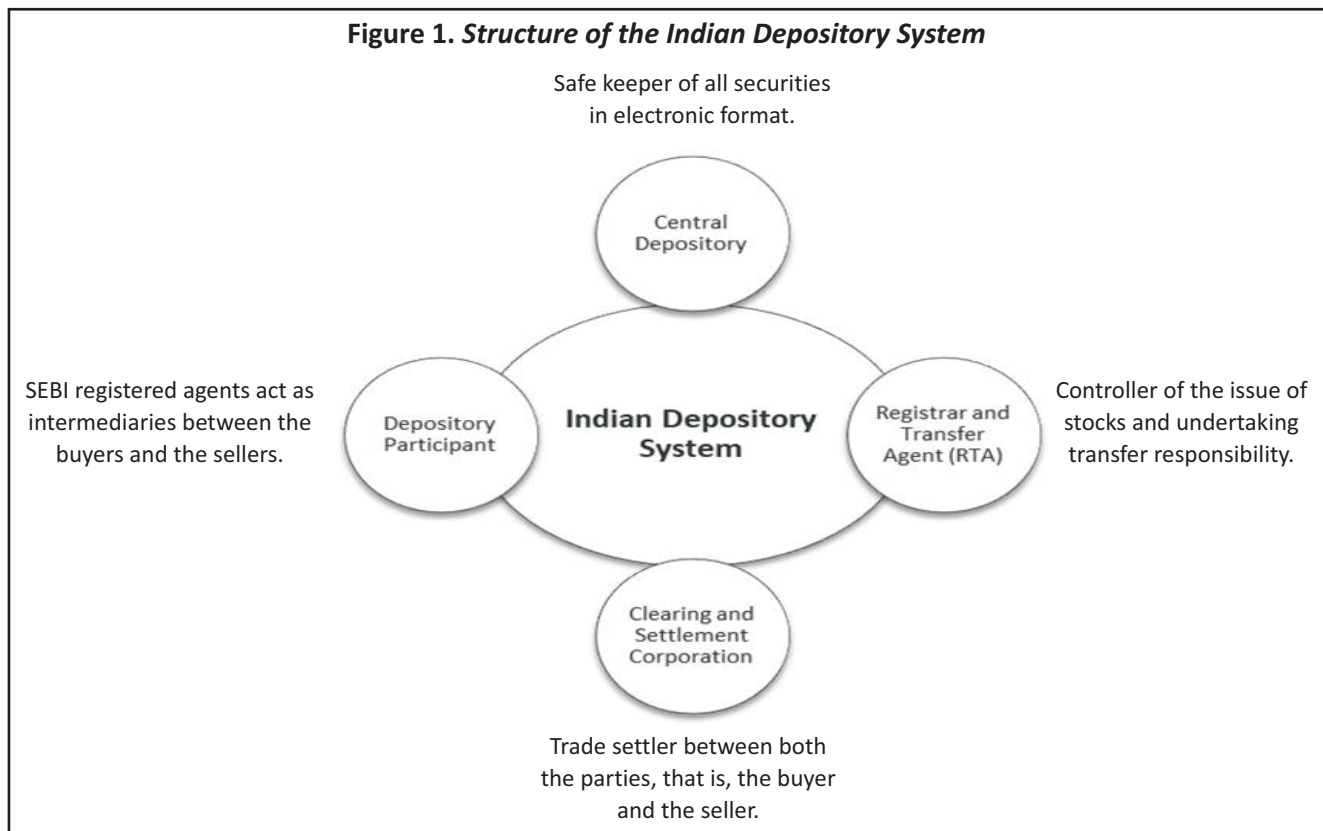 Figure 1. Structure of the Indian Depository System
Safe keeper of all securities
in electronic format.
Central
Depository
SEBI registered agents act as
intermediaries between the
buyers and the sellers.
Depository
Participant
Indian Depository
System
Registrar and
Transfer
Agent (RTA)
Controller of the issue of
stocks and undertaking
transfer responsibility.
Clearing and
Settlement
Corporation
Trade settler between both
the parties, that is, the buyer
and the seller.